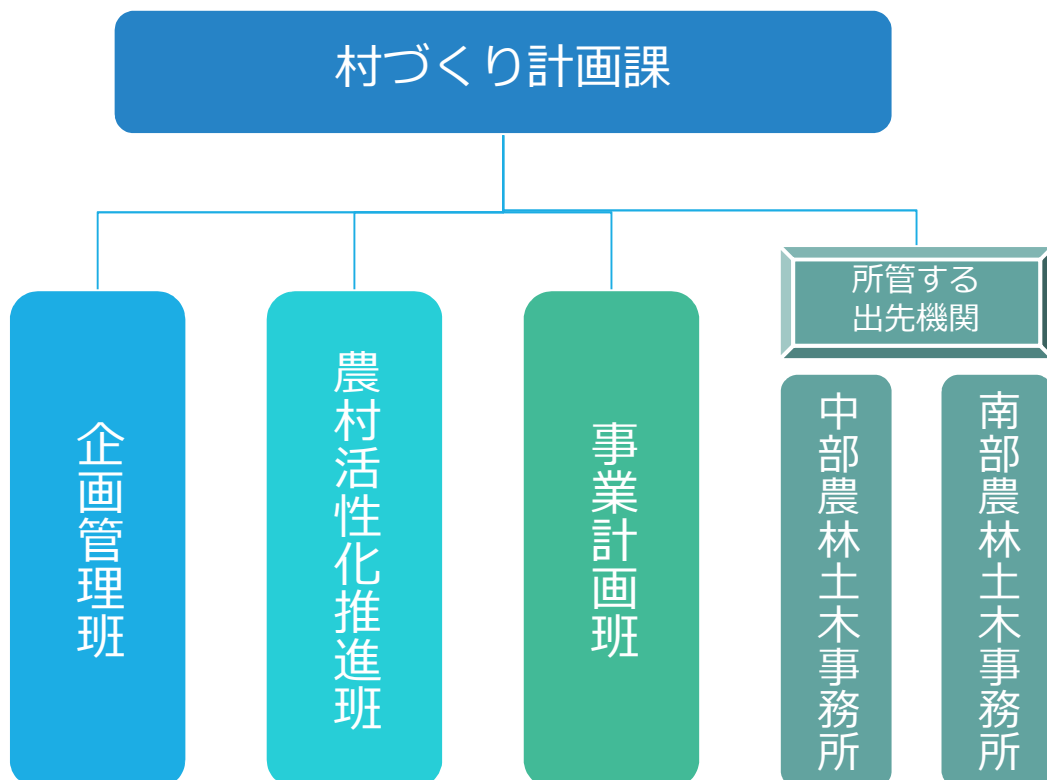 村づくり計画課
所管する
出先機関
企画管理班
農村活性化推進班
事業計画班
中部農林土木事務所
南部農林土木事務所